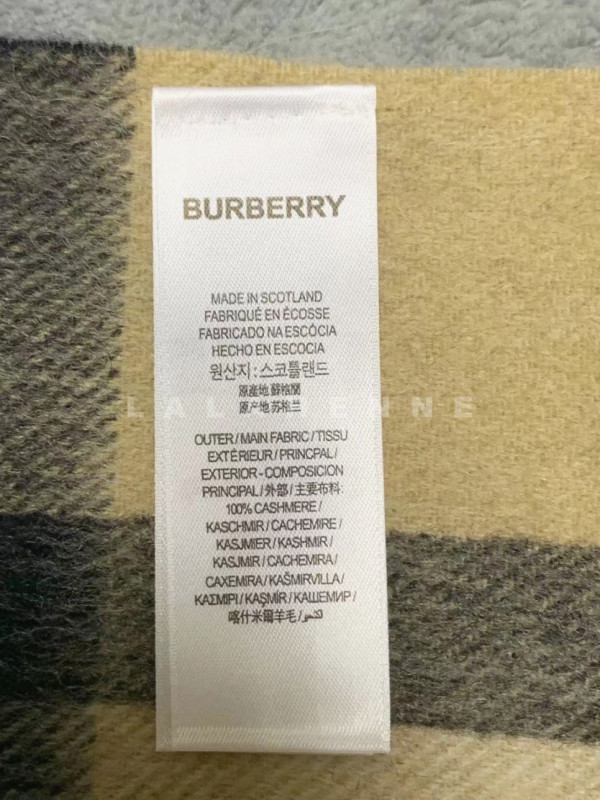 BURBERRY
MADE IN SCOTLAND
FABRIQUÉ EN ÉCOSSE
FABRICADO NA ESCÓCIA
HECHO EN ESCOCIA
원산지 : 스코틀랜드
原產地 蘇格蘭
原产地 苏格兰
OUTER / MAIN FABRIC / TISSU
EXTÉRIEUR / PRINCPAL /
EXTERIOR - COMPOSICION
PRINCIPAL / 外部 / 主要布料:
100% CASHMERE /
KASCHMIR / CACHEMIRE /
KASJMIER / KASHMIR /
KASJMIR / CACHEMIRA /
CAXEMIRA / KAŠMIRVILLA /
ΚΑΣΜΙΡΙ / KAŞMİR / КАШЕМИР /
喀什米爾羊毛 /